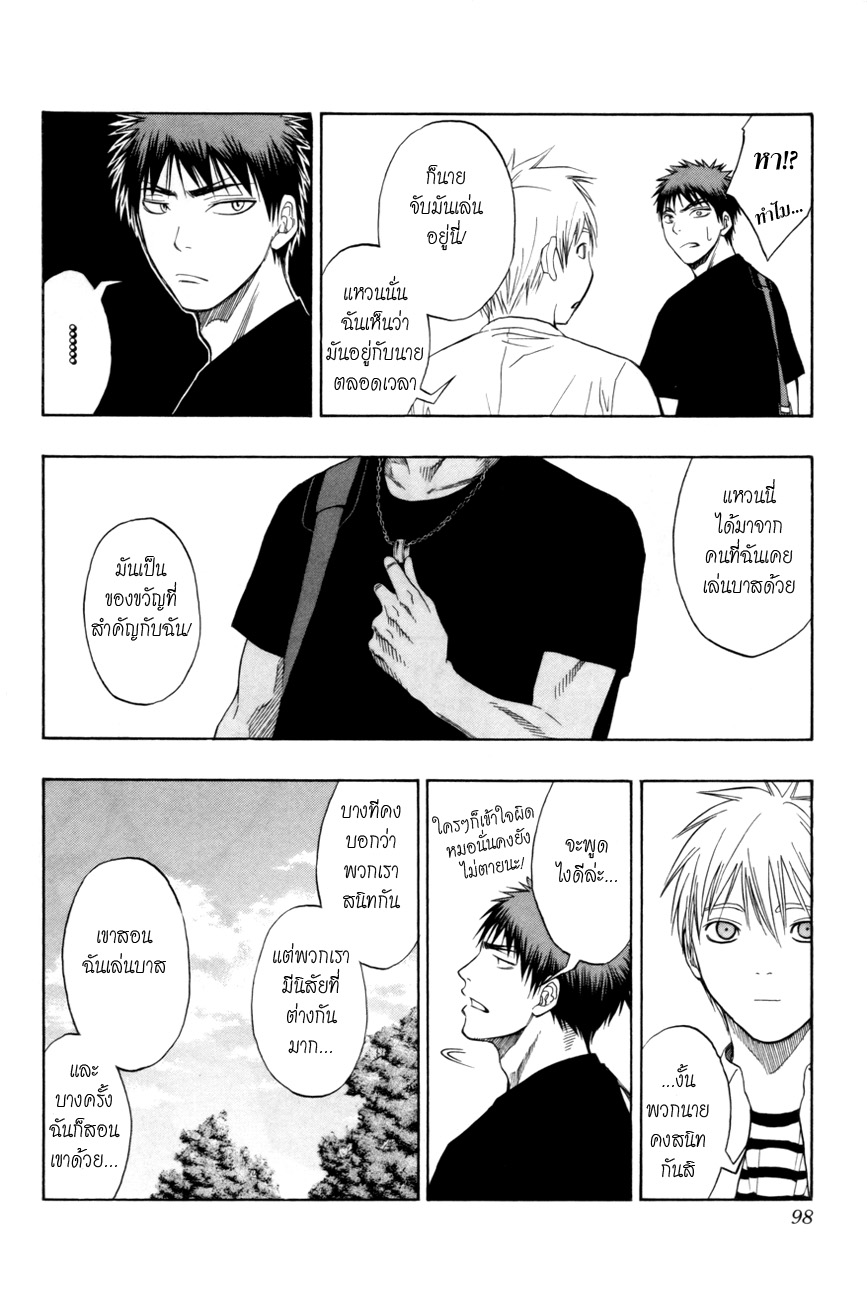 หา!?
ทำไม...
ก็นาย
จับมันเล่น
อยู่นี่!
แหวนนั่น
ฉันเห็นว่า
มันอยู่กับนาย
ตลอดเวลา
......
แหวนนี่
ได้มาจาก
คนที่ฉันเคย
เล่นบาสด้วย
มันเป็น
ของขวัญที่
สำคัญกับฉัน!
...งั้น
พวกนาย
คงสนิท
กันสิ
จะพูด
ไงดีล่ะ...
ใครๆก็เข้าใจผิด
หมอนั่นคงยัง
ไม่ตายนะ!
บางทีคง
บอกว่า
พวกเรา
สนิทกัน
แต่พวกเรา
มีนิสัยที่
ต่างกัน
มาก...
เขาสอน
ฉันเล่นบาส
และ
บางครั้ง
ฉันก็สอน
เขาด้วย...
98